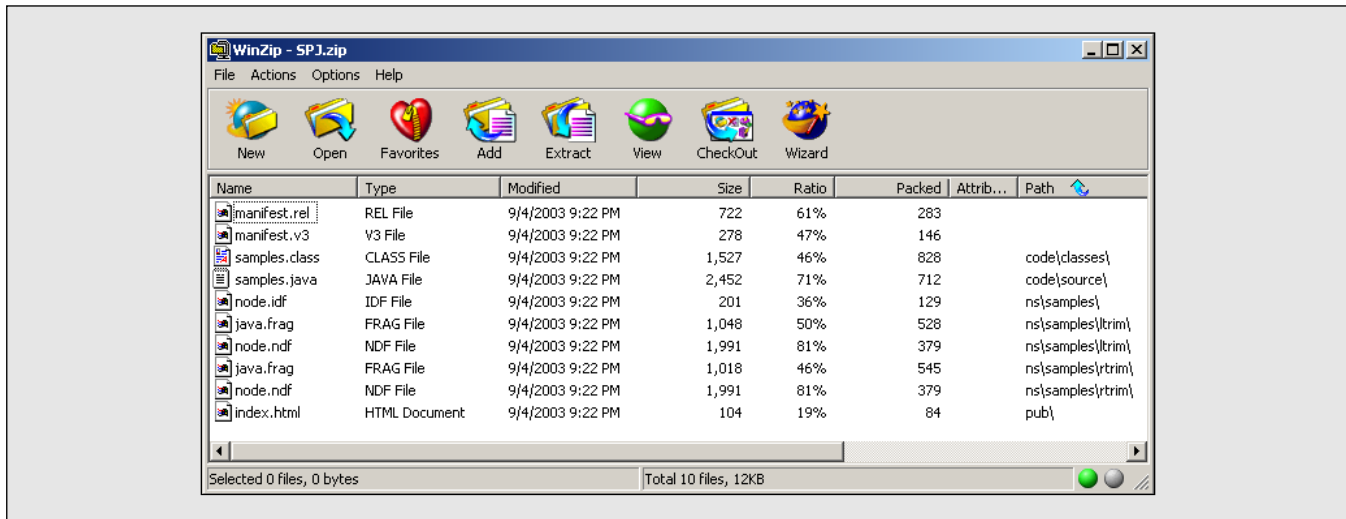 WinZip - SPJ.zip
File Actions Options Help
New Open Favorites Add Extract View CheckOut Wizard
Name Type Modified Size Ratio Packed Attrib... Path
manifest.rel REL File 9/4/2003 9:22 PM 722 61% 283
manifest.v3 V3 File 9/4/2003 9:22 PM 278 47% 146
samples.class CLASS File 9/4/2003 9:22 PM 1,527 46% 828 code\classes\
samples.java JAVA File 9/4/2003 9:22 PM 2,452 71% 712 code\source\
node.idf IDF File 9/4/2003 9:22 PM 201 36% 129 ns\samples\
java.frag FRAG File 9/4/2003 9:22 PM 1,048 50% 528 ns\samples\ltrim\
node.ndf NDF File 9/4/2003 9:22 PM 1,991 81% 379 ns\samples\ltrim\
java.frag FRAG File 9/4/2003 9:22 PM 1,018 46% 545 ns\samples\rtrim\
node.ndf NDF File 9/4/2003 9:22 PM 1,991 81% 379 ns\samples\rtrim\
index.html HTML Document 9/4/2003 9:22 PM 104 19% 84 pub\
Selected 0 files, 0 bytes Total 10 files, 12KB